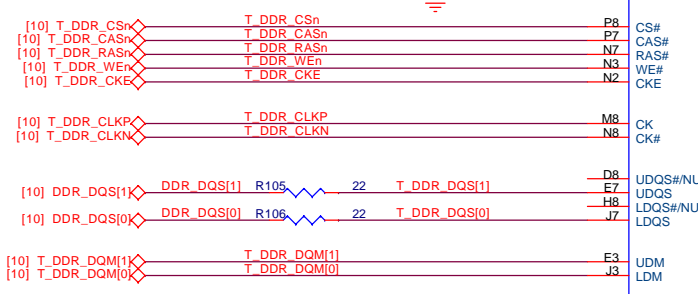 [10] T_DDR_CSn T_DDR_CSn P8 CS#
[10] T_DDR_CASn T_DDR_CASn P7 CAS#
[10] T_DDR_RASn T_DDR_RASn N7 RAS#
[10] T_DDR_WEn T_DDR_WEn N3 WE#
[10] T_DDR_CKE T_DDR_CKE N2 CKE
[10] T_DDR_CLKP T_DDR_CLKP M8 CK
[10] T_DDR_CLKN T_DDR_CLKN N8 CK#
D8 UDQS#/NU
[10] DDR_DQS[1] DDR_DQS[1] R105 22 T_DDR_DQS[1] E7 UDQS
H8 LDQS#/NU
[10] DDR_DQS[0] DDR_DQS[0] R106 22 T_DDR_DQS[0] J7 LDQS
[10] T_DDR_DQM[1] T_DDR_DQM[1] E3 UDM
[10] T_DDR_DQM[0] T_DDR_DQM[0] J3 LDM